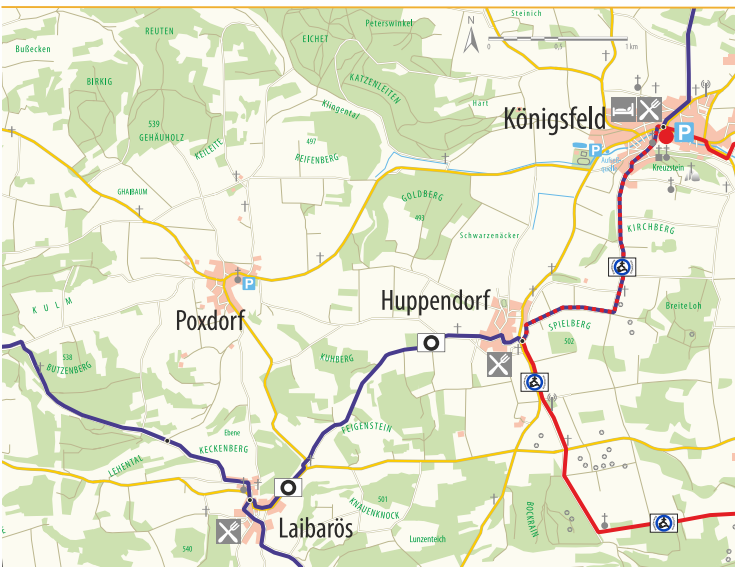 Steinich
Peterswinkel
N
0 0,5 1 km
REUTEN
EICHET
Bußecken
BIRKIG
KATZENLEITEN
Hart
Klingental
Königsfeld
P
539
GEHÄUHOLZ
KEILEITE
497
REIFENBERG
P
Kreuzstein
GHAIBAUM
GOLDBERG
493
KIRCHBERG
Schwarzenäcker
P
KULM
Poxdorf
Huppendorf
Breite Loh
SPIELBERG
502
538
BUTZENBERG
KUHBERG
FEIGENSTEIN
Ebene
KECKENBERG
LEHENTAL
501
KNAUENKNOCK
BOCKRAIN
Laibarös
Lunzenteich
540